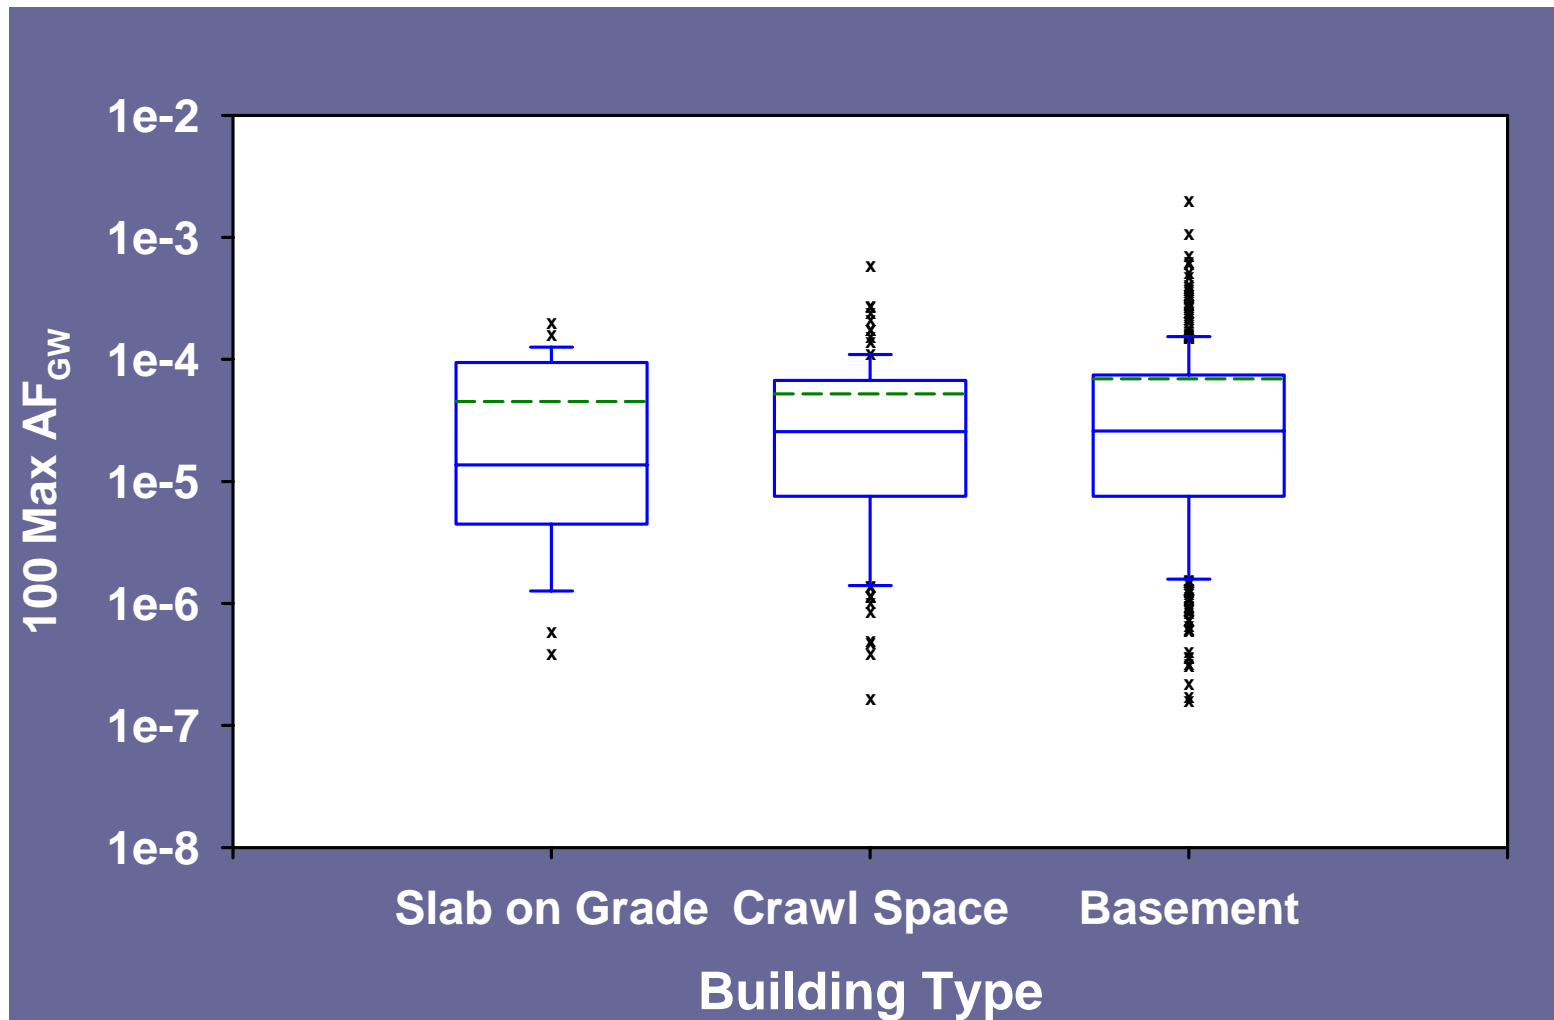 1e-2
1e-3
1e-4
1e-5
1e-6
1e-7
1e-8
100 Max AFGW
Slab on Grade Crawl Space Basement
Building Type